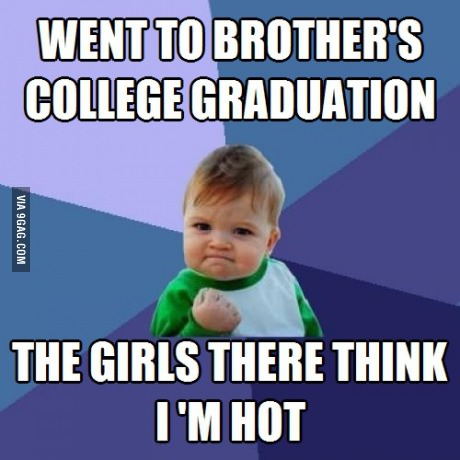 WENT TO BROTHER'S
COLLEGE GRADUATION
VIA 9GAG.COM
THE GIRLS THERE THINK
I 'M HOT